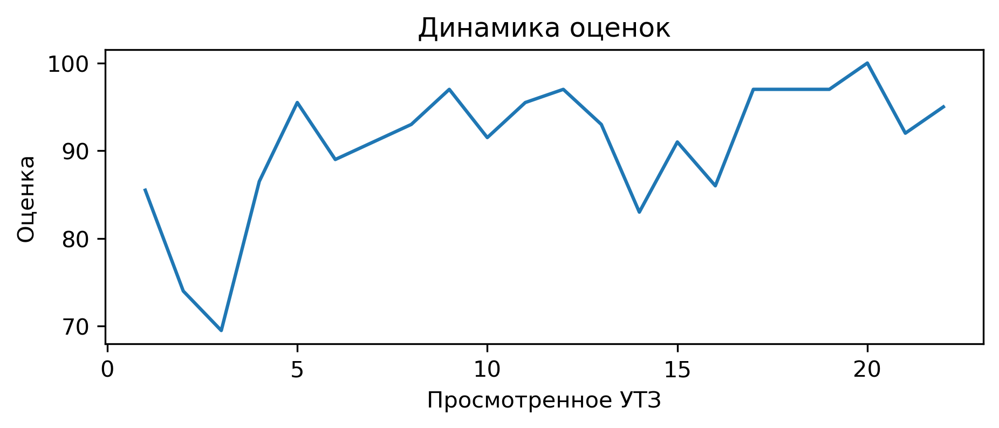 Динамика оценок
100
90
80
70
Оценка
0 5 10 15 20
Просмотренное УТЗ